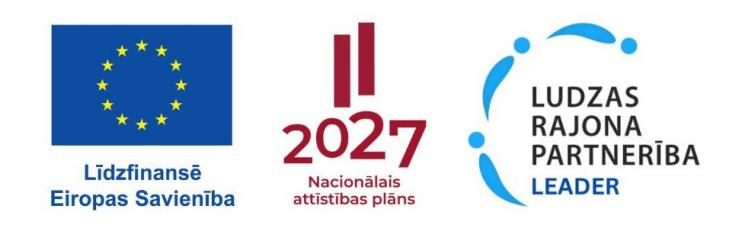 Līdzfinansē
Eiropas Savienība
2027
Nacionālais
attīstības plāns
LUDZAS
RAJONA
PARTNERĪBA
LEADER